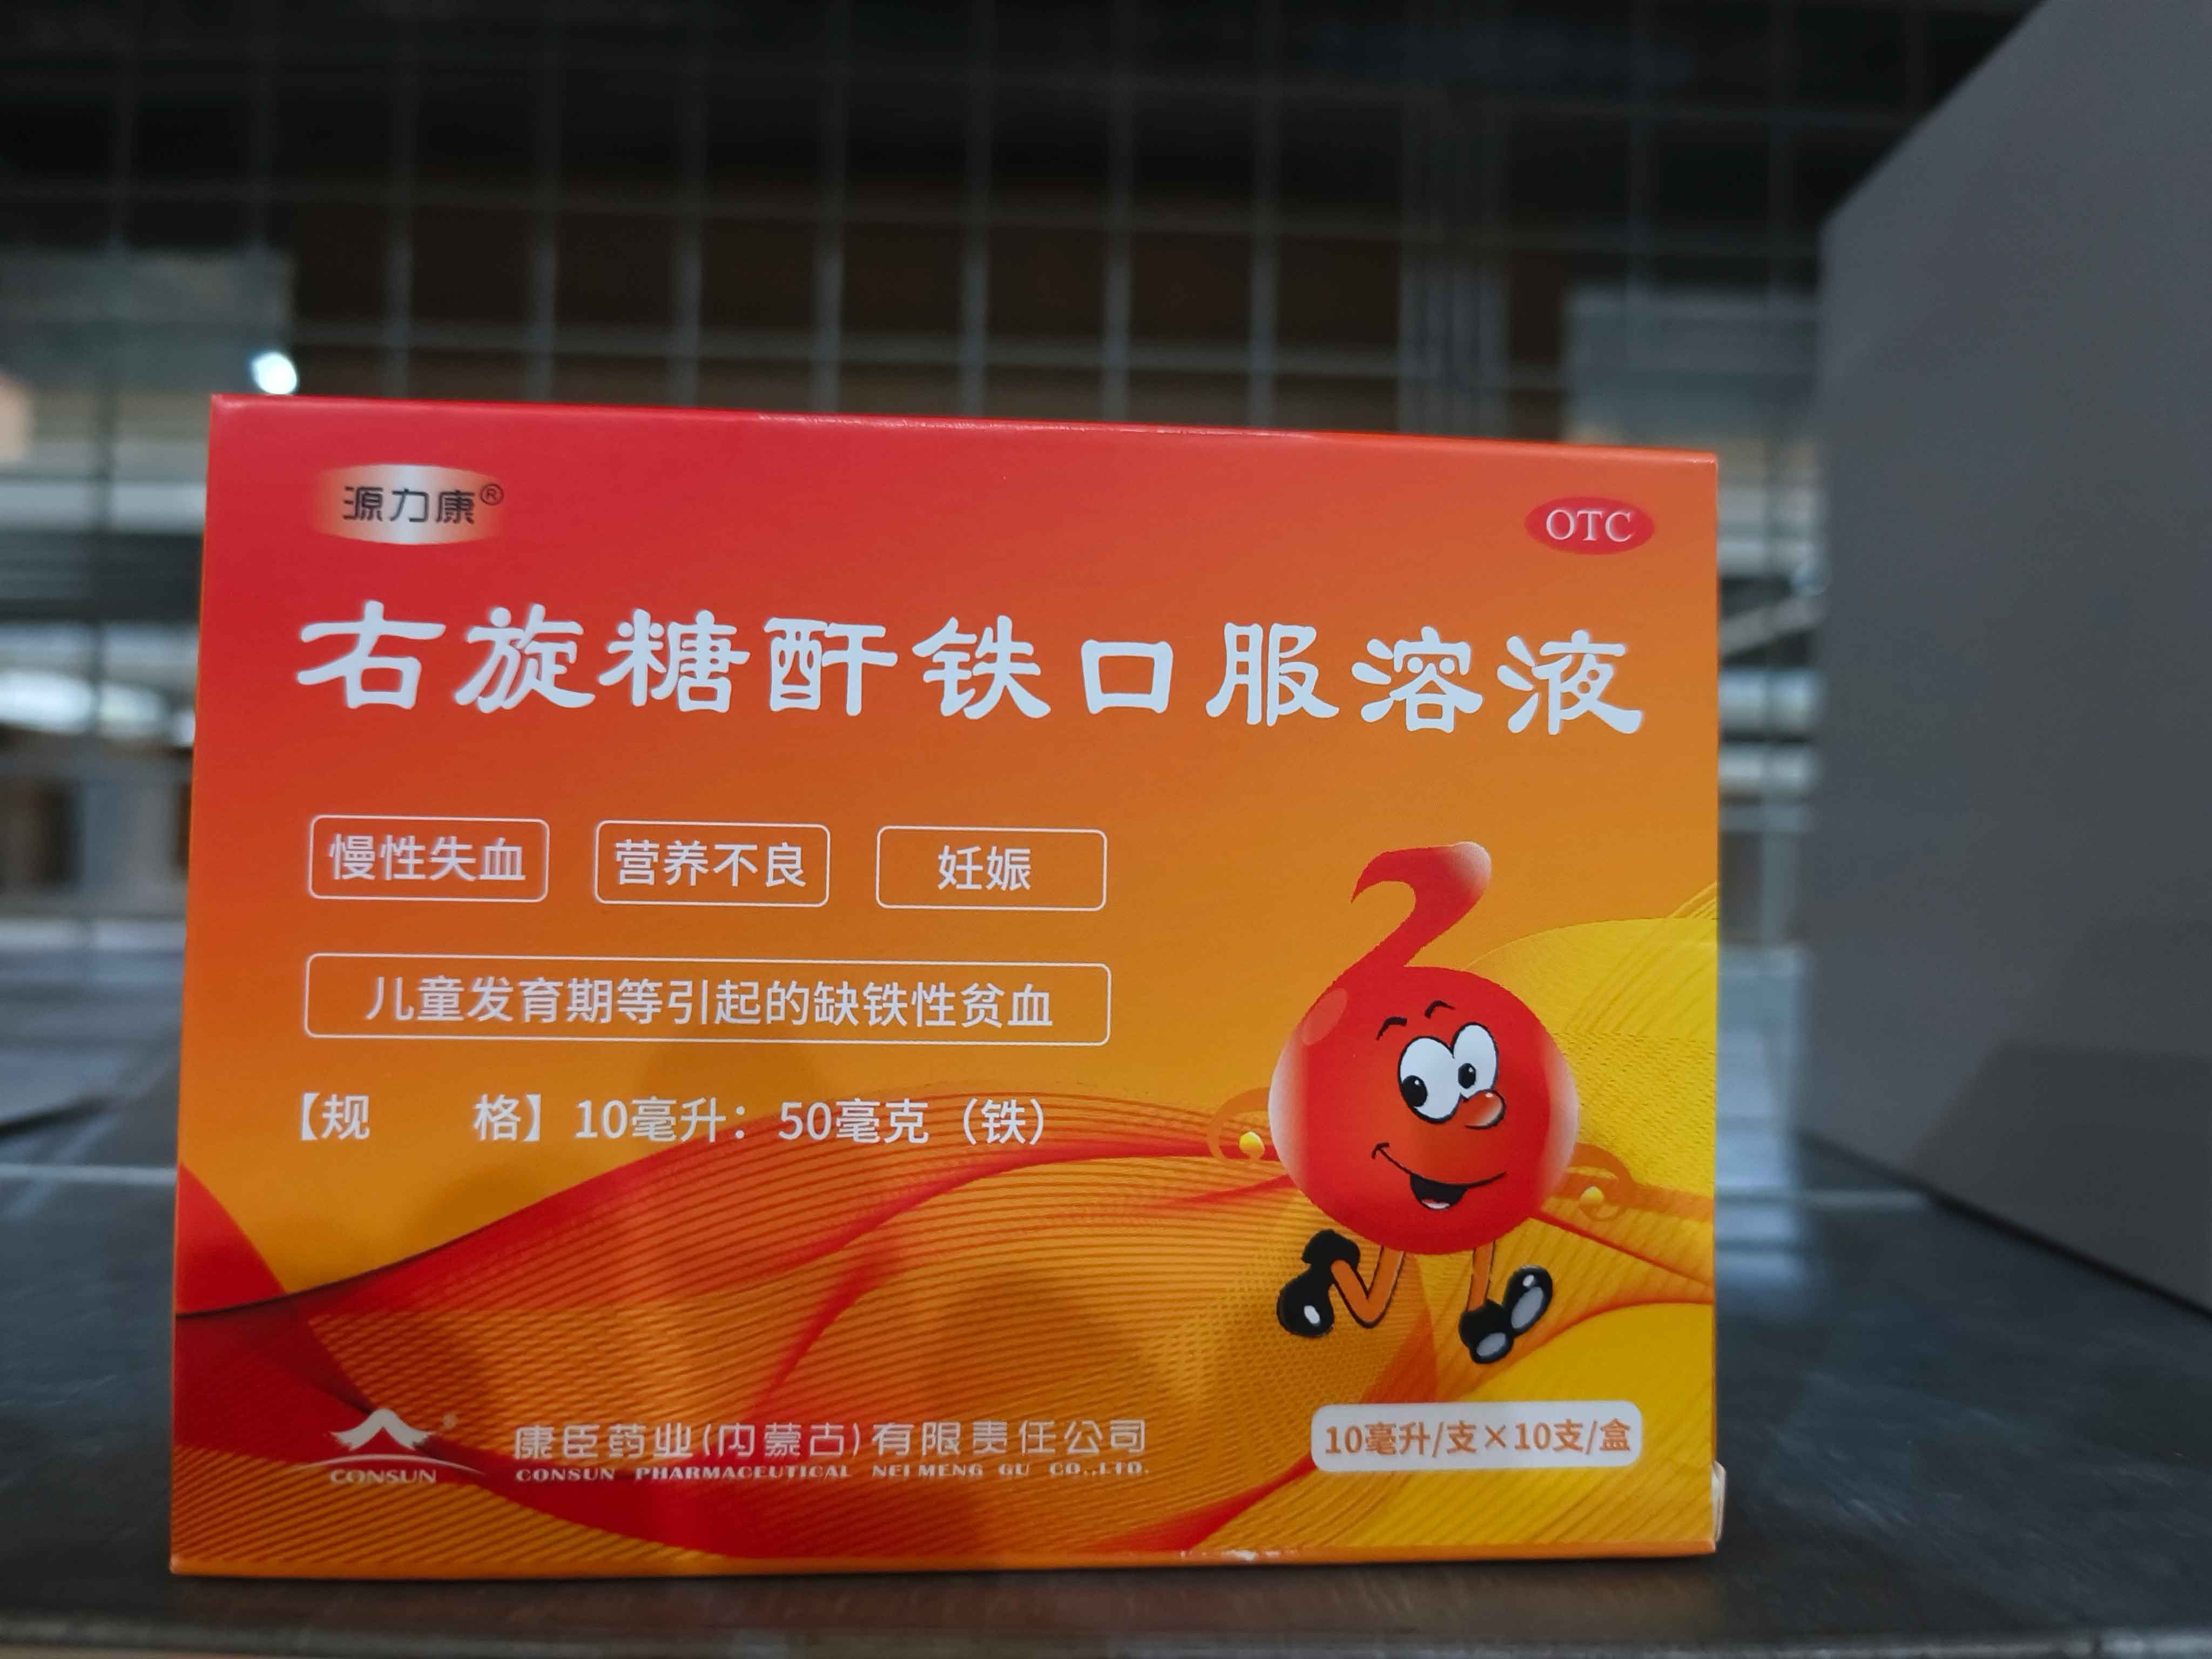 源力康®
OTC
右旋糖酐铁口服溶液
慢性失血 营养不良 妊娠
儿童发育期等引起的缺铁性贫血
【规 格】10毫升：50毫克（铁）
康臣药业(内蒙古)有限责任公司
CONSUN
CONSUN PHARMACEUTICAL NEI MENG GU CO.,LTD.
10毫升/支×10支/盒